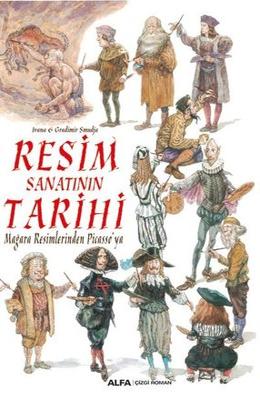 Ivana & Gradimir Smudja
RESİM
SANATININ
TARİHİ
Mağara Resimlerinden Picasso'ya
ALFA | ÇİZGİ ROMAN